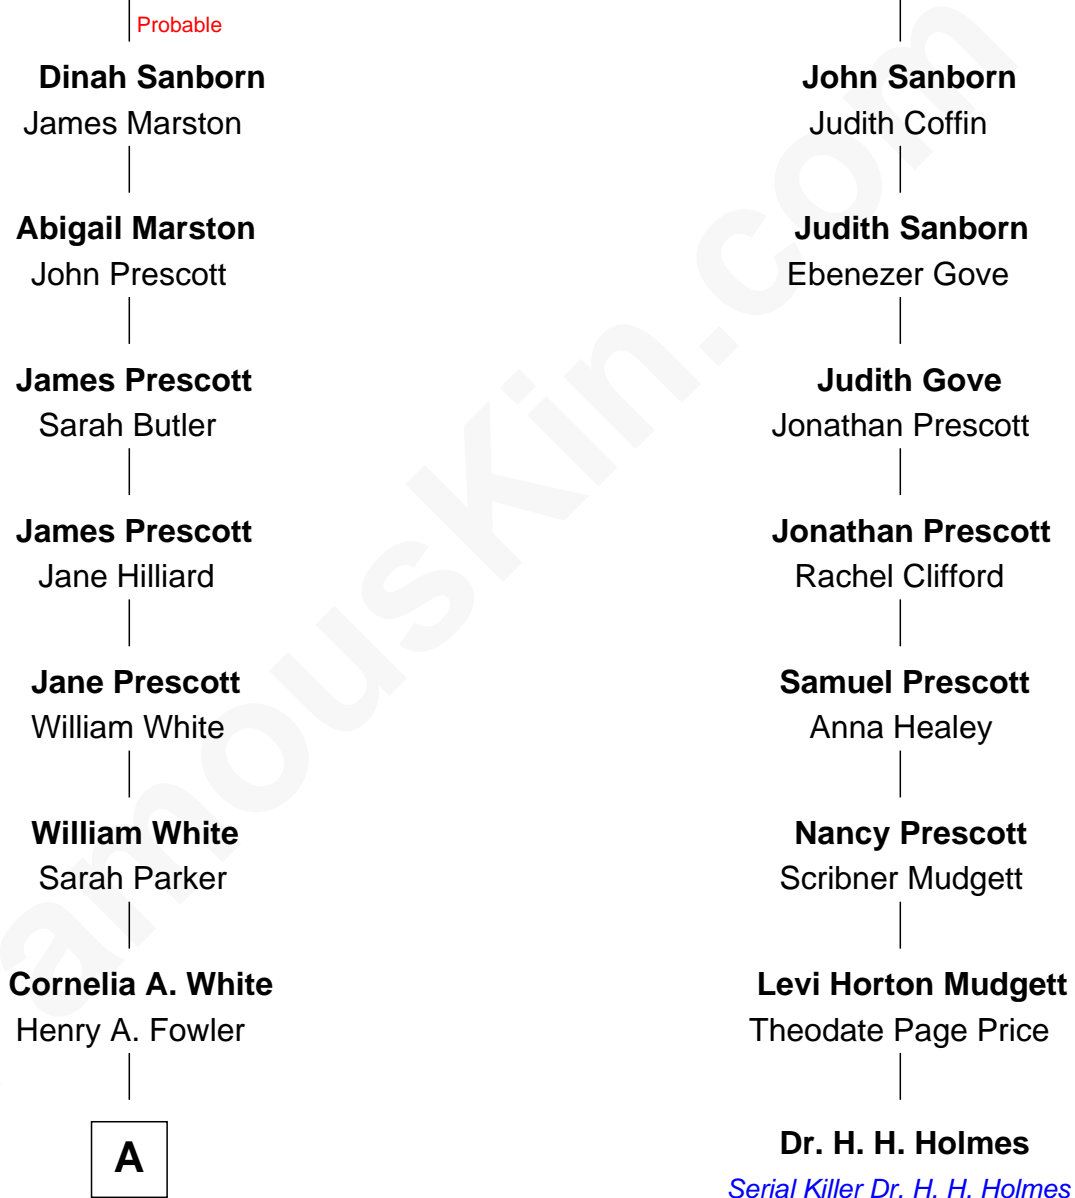 Probable
Dinah Sanborn
James Marston
John Sanborn
Judith Coffin
Abigail Marston
John Prescott
Judith Sanborn
Ebenezer Gove
James Prescott
Sarah Butler
Judith Gove
Jonathan Prescott
James Prescott
Jane Hilliard
Jonathan Prescott
Rachel Clifford
Jane Prescott
William White
Samuel Prescott
Anna Healey
William White
Sarah Parker
Nancy Prescott
Scribner Mudgett
Cornelia A. White
Henry A. Fowler
Levi Horton Mudgett
Theodate Page Price
A
Dr. H. H. Holmes
Serial Killer Dr. H. H. Holmes
amousKin.com